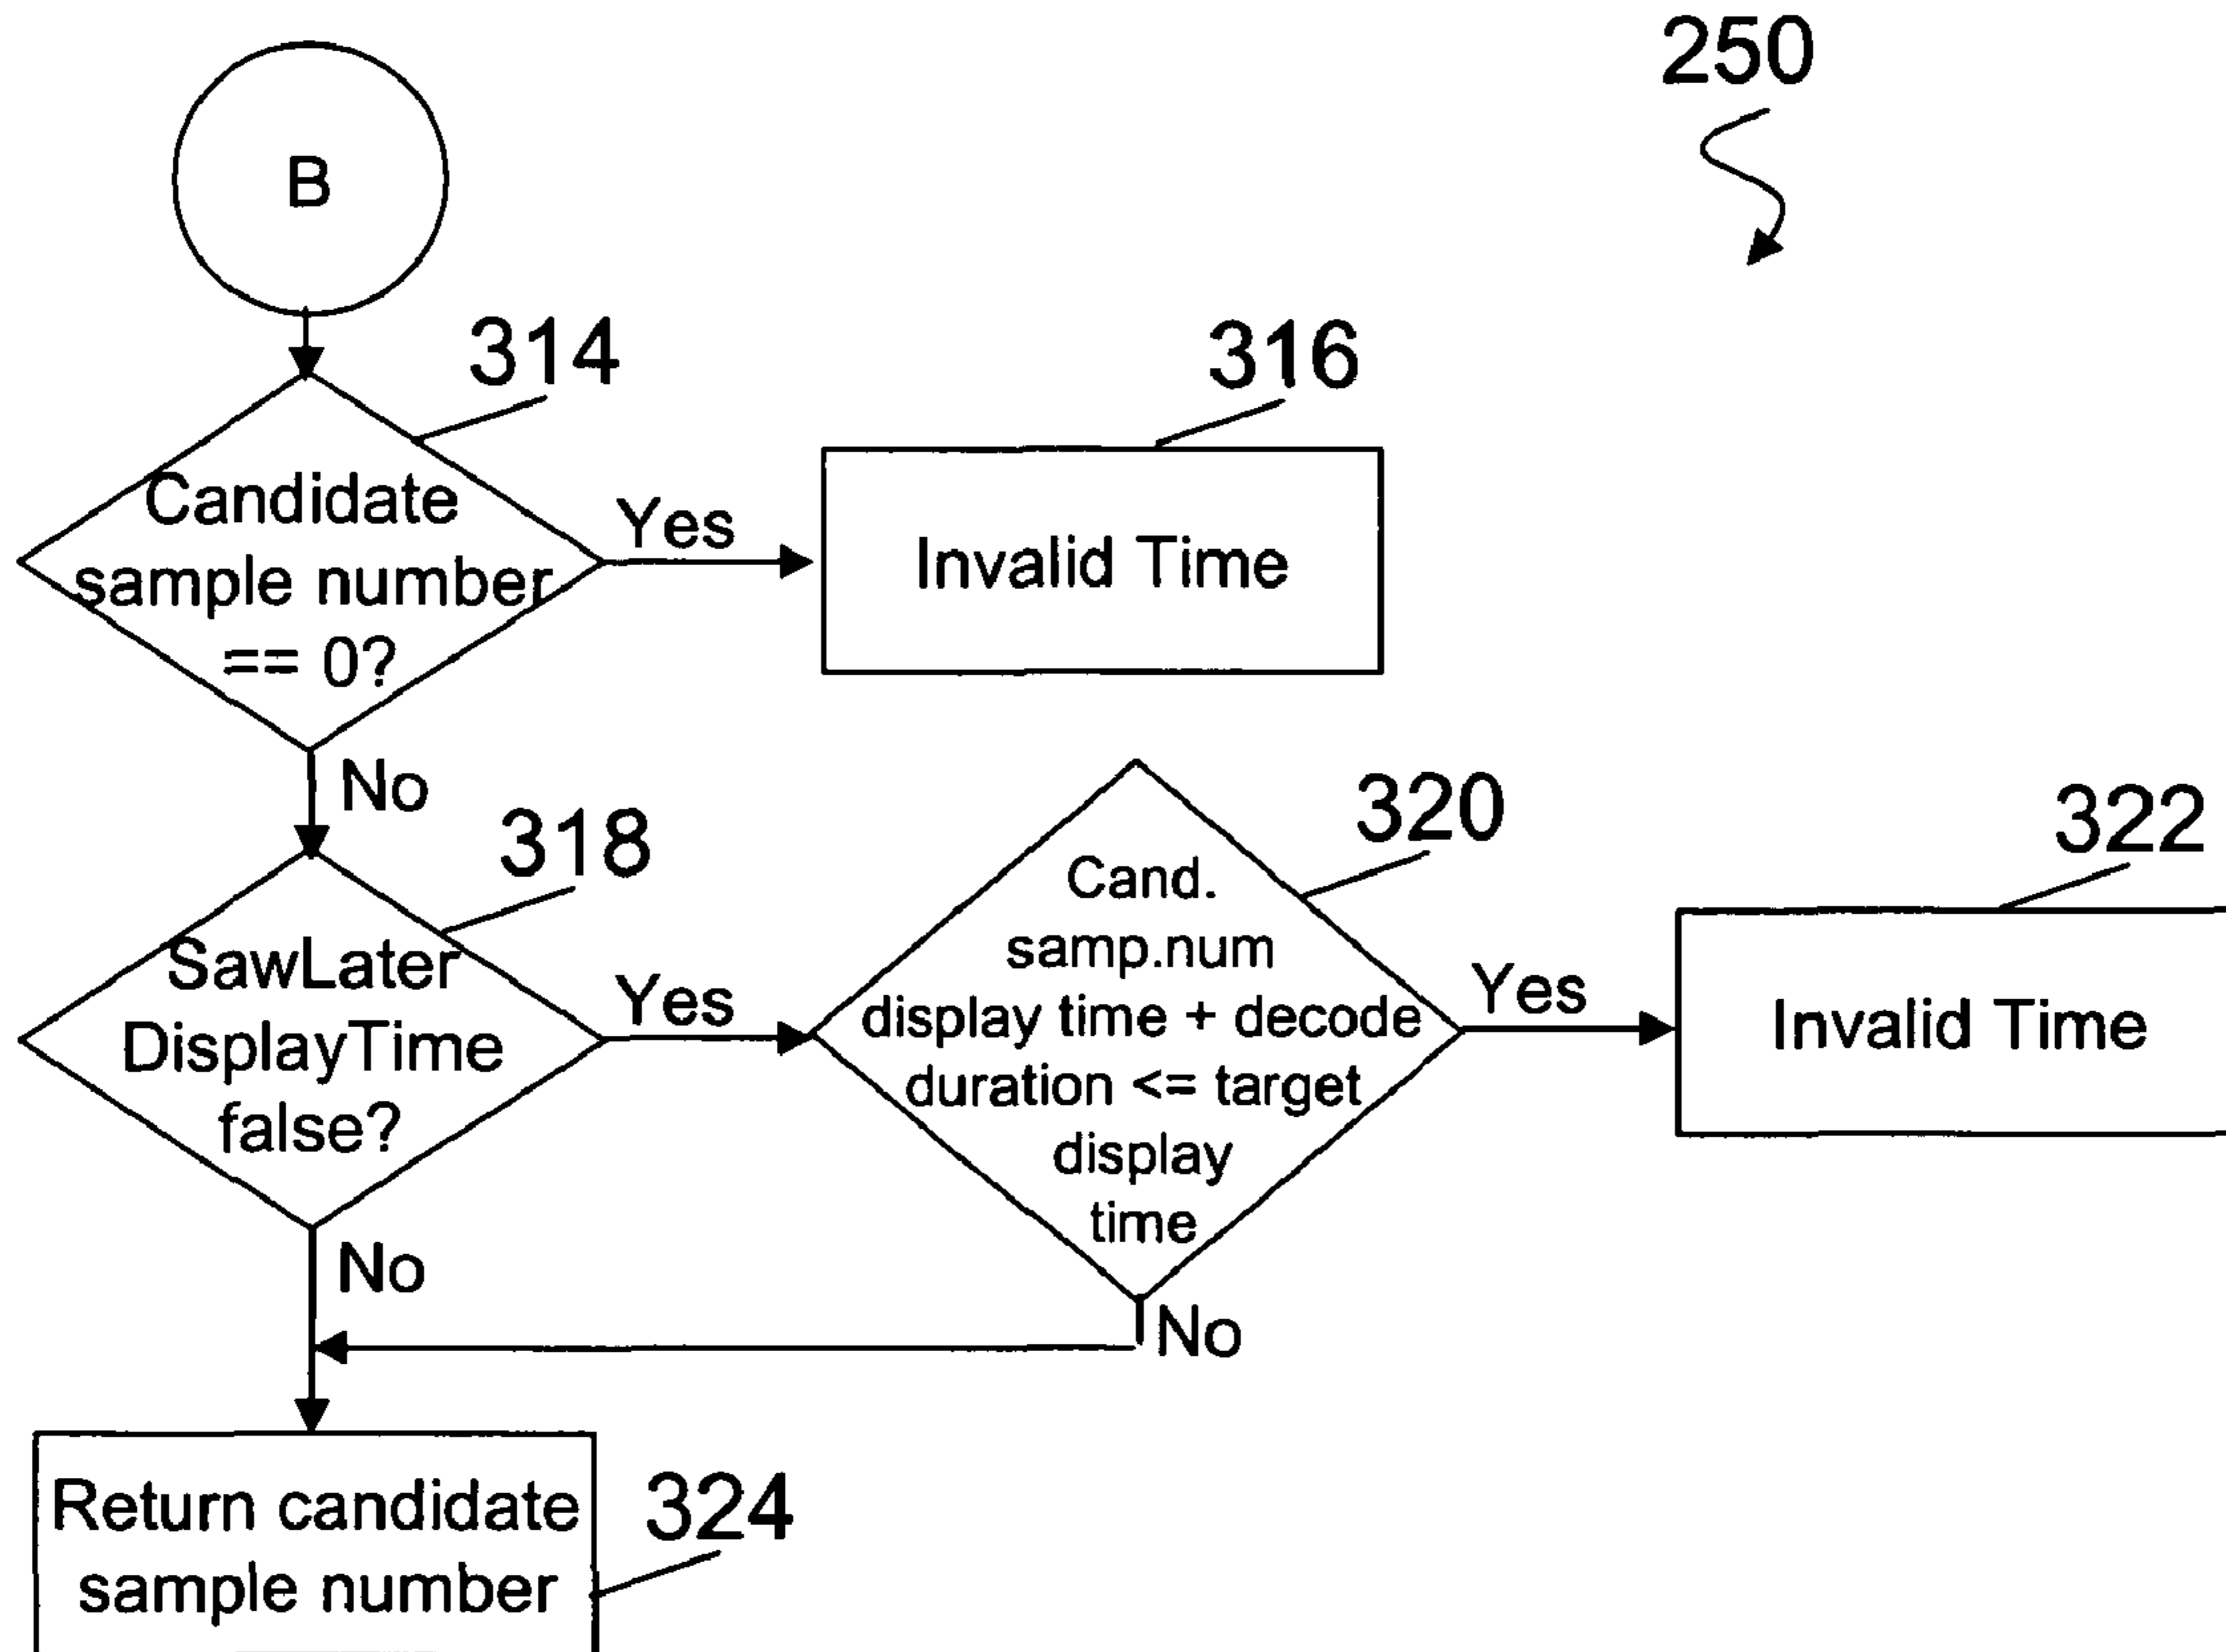 250
B
314
316
Candidate
sample number
== 0?
Yes
Invalid Time
No
318
320
322
SawLater
DisplayTime
false?
Yes
Cand.
samp.num
display time + decode
duration <= target
display
time
Yes
Invalid Time
No
No
Return candidate
sample number
324